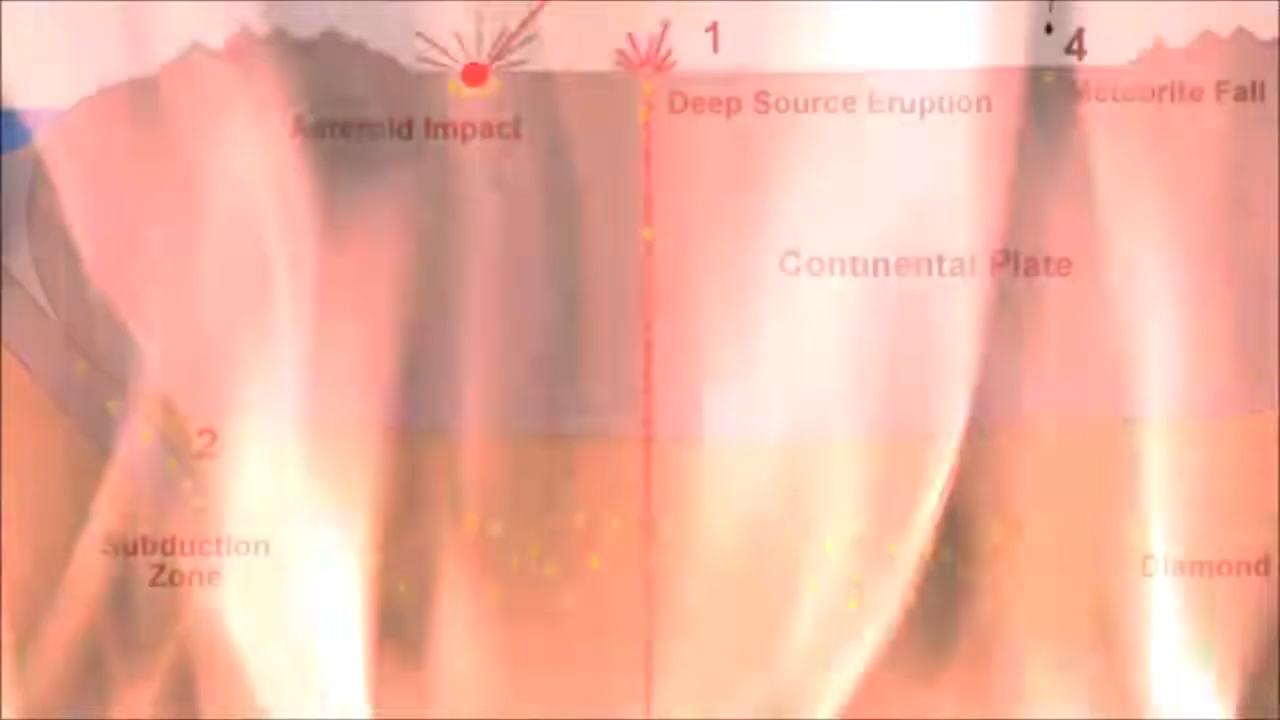 1
4
Asteroid Impact
Deep Source Eruption
Meteorite Fall
Continental Plate
2
Subduction
Zone
Diamond